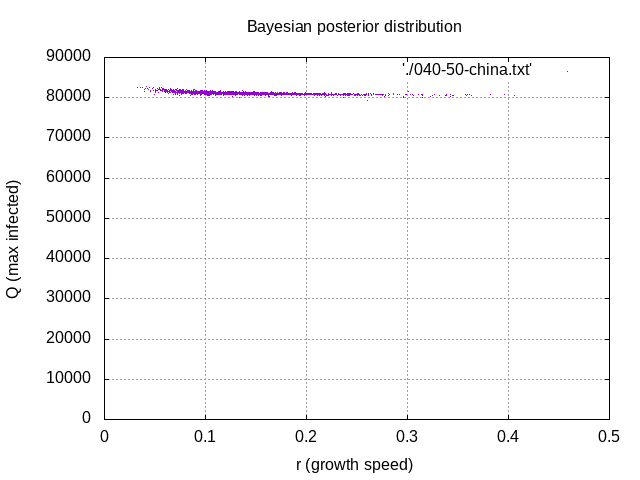 Bayesian posterior distribution
90000
'./040-50-china.txt'
80000
70000
60000
50000
40000
30000
20000
10000
0
Q (max infected)
0 0.1 0.2 0.3 0.4 0.5
r (growth speed)